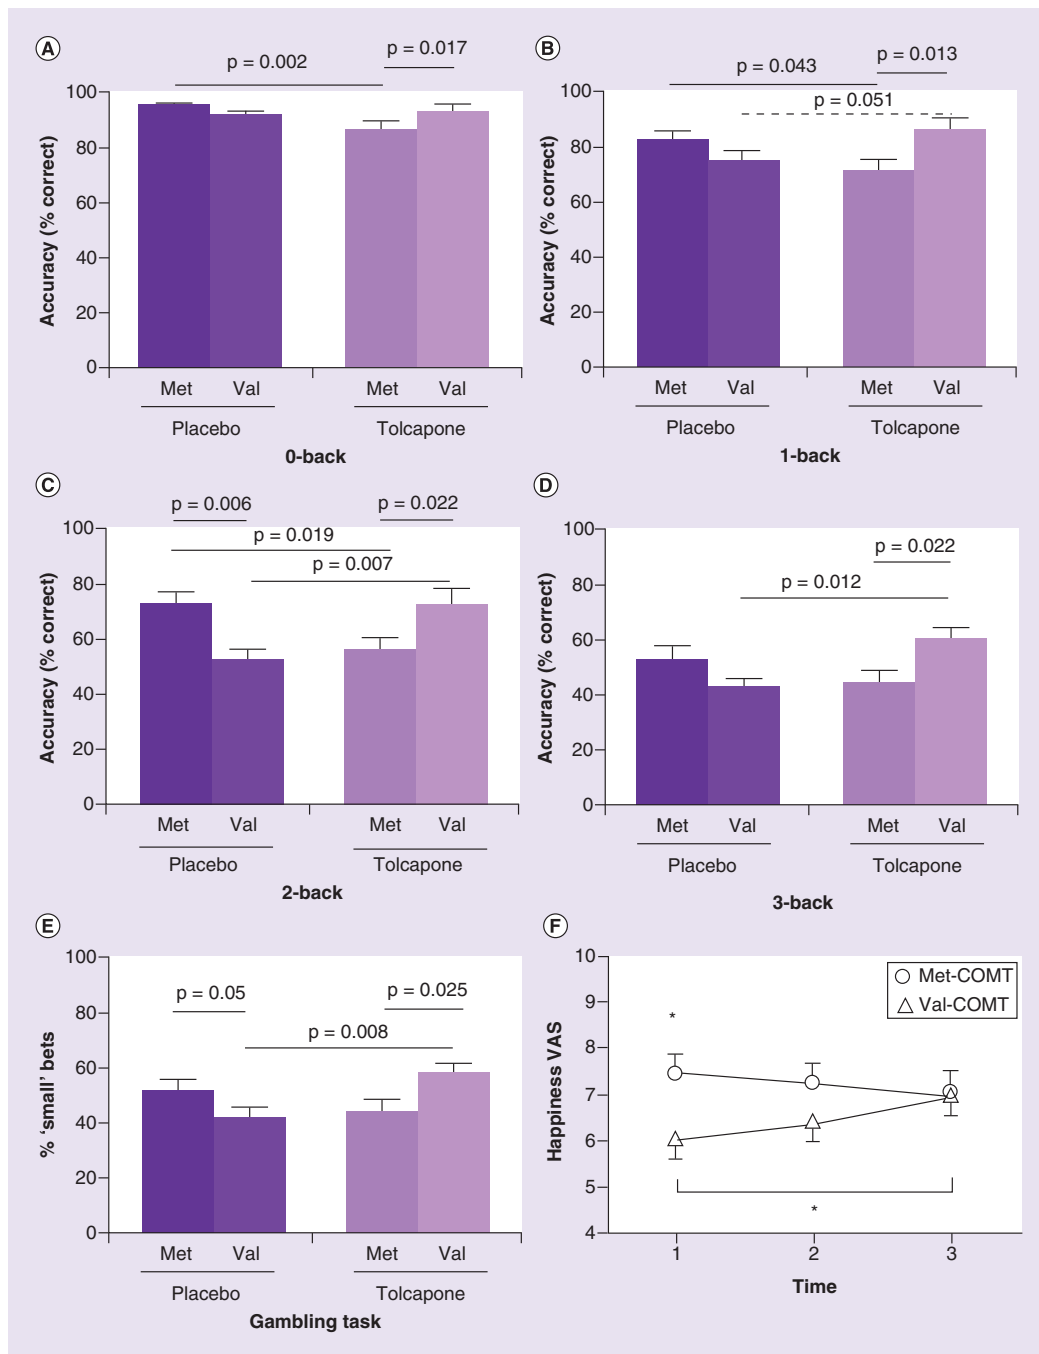 A
p = 0.002
p = 0.017
100
80
60
40
20
0
Accuracy (% correct)
Met Val Met Val
Placebo Tolcapone
0-back
B
p = 0.043
p = 0.013
p = 0.051
100
80
60
40
20
0
Accuracy (% correct)
Met Val Met Val
Placebo Tolcapone
1-back
C
p = 0.006
p = 0.022
p = 0.019
p = 0.007
100
80
60
40
20
0
Accuracy (% correct)
Met Val Met Val
Placebo Tolcapone
2-back
D
p = 0.022
p = 0.012
100
80
60
40
20
0
Accuracy (% correct)
Met Val Met Val
Placebo Tolcapone
3-back
E
p = 0.05
p = 0.025
p = 0.008
100
80
60
40
20
0
% 'small' bets
Met Val Met Val
Placebo Tolcapone
Gambling task
F
Met-COMT
Val-COMT
*
*
10
9
8
7
6
5
4
Happiness VAS
1 2 3
Time